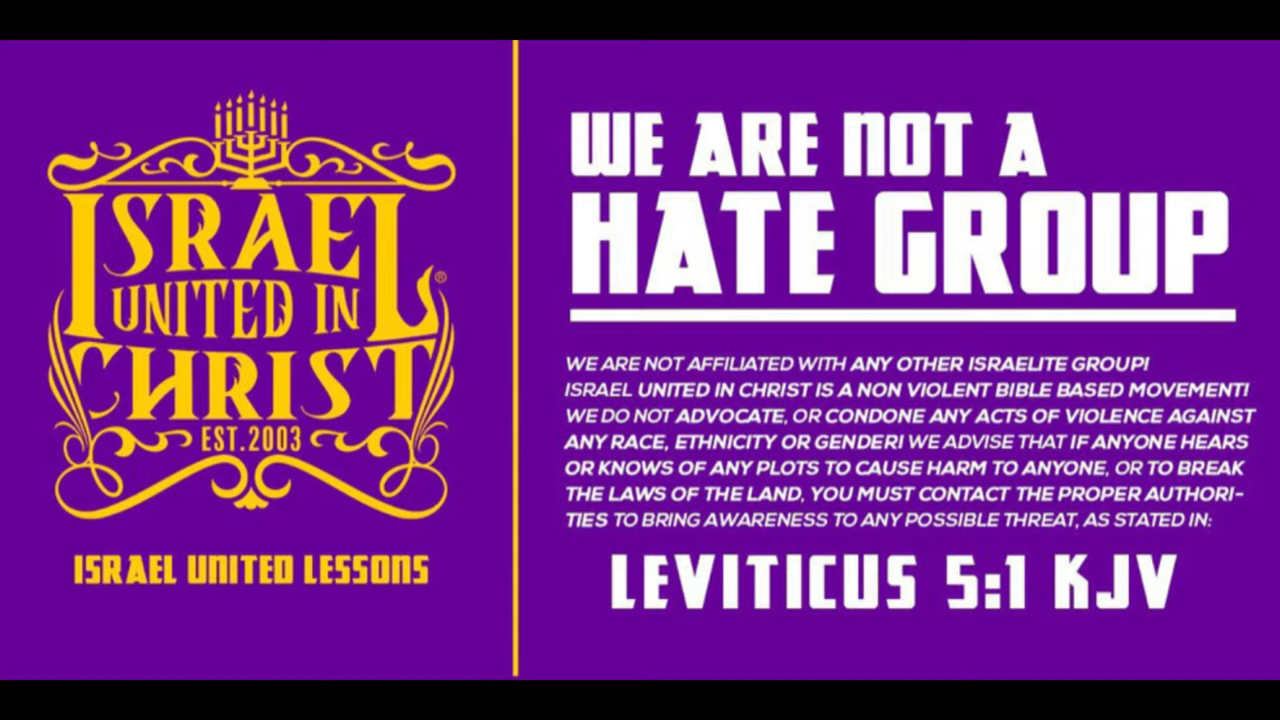 ISRAEL
UNITED IN
CHRIST
®
EST.2003
ISRAEL UNITED LESSONS
WE ARE NOT A
HATE GROUP
WE ARE NOT AFFILIATED WITH ANY OTHER ISRAELITE GROUP!
ISRAEL UNITED IN CHRIST IS A NON VIOLENT BIBLE BASED MOVEMENT!
WE DO NOT ADVOCATE, OR CONDONE ANY ACTS OF VIOLENCE AGAINST
ANY RACE, ETHNICITY OR GENDER! WE ADVISE THAT IF ANYONE HEARS
OR KNOWS OF ANY PLOTS TO CAUSE HARM TO ANYONE, OR TO BREAK
THE LAWS OF THE LAND, YOU MUST CONTACT THE PROPER AUTHORI-
TIES TO BRING AWARENESS TO ANY POSSIBLE THREAT, AS STATED IN:
LEVITICUS 5:1 KJV